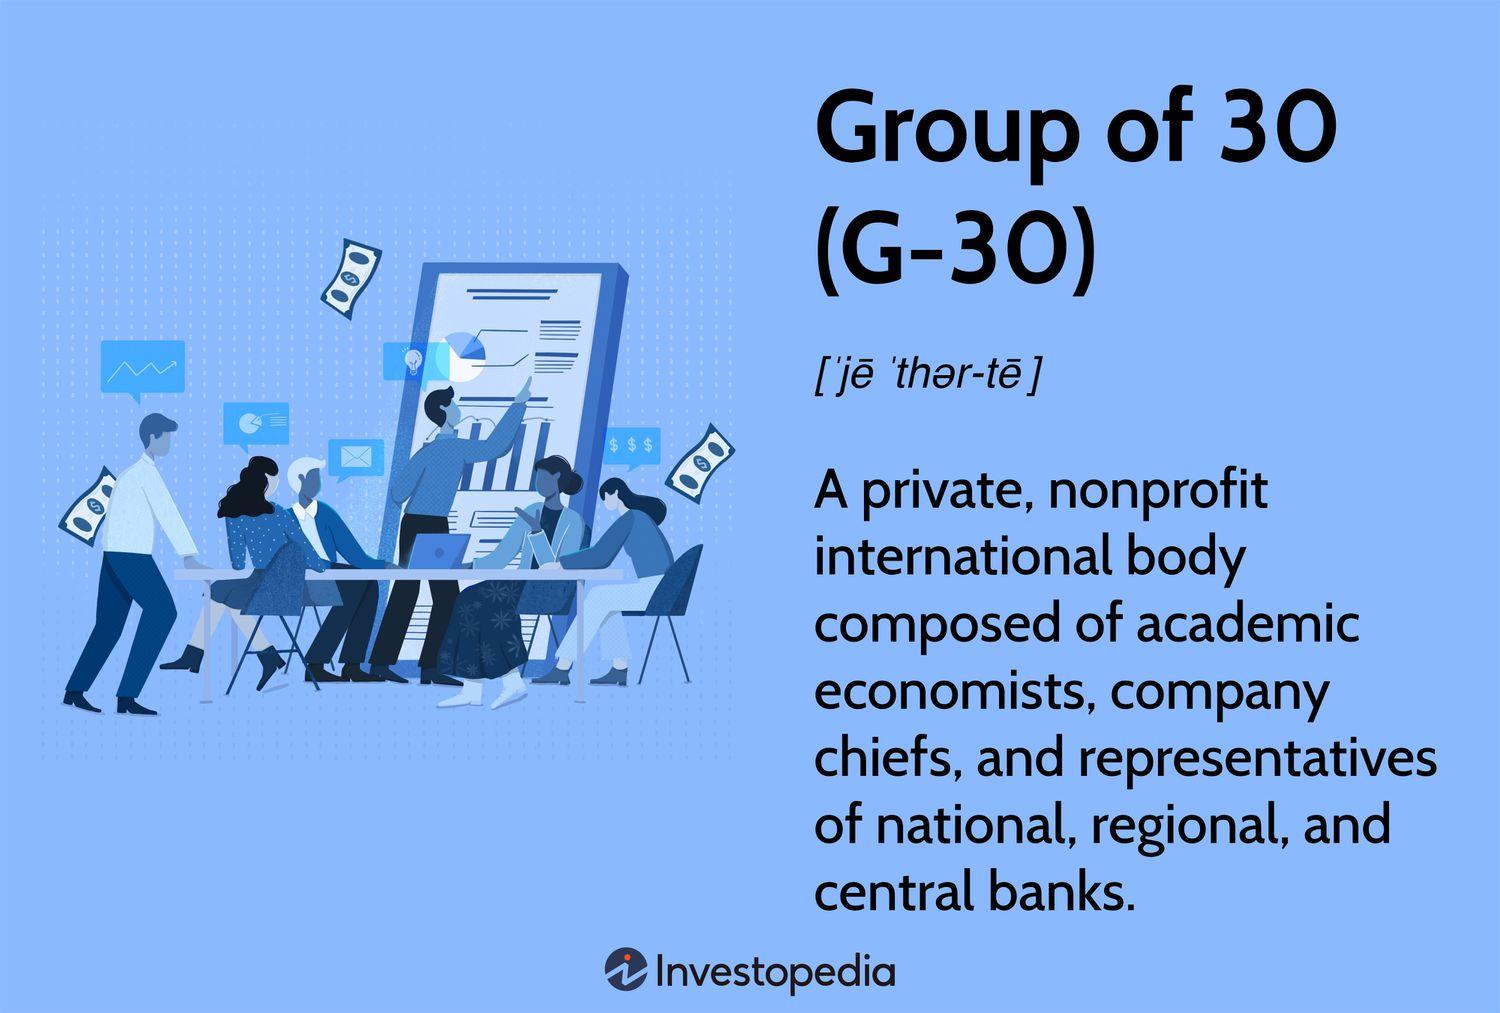 Group of 30
(G-30)
[ˈjē ˈthər-tē]
A private, nonprofit
international body
composed of academic
economists, company
chiefs, and representatives
of national, regional, and
central banks.
$ $ $
Investopedia